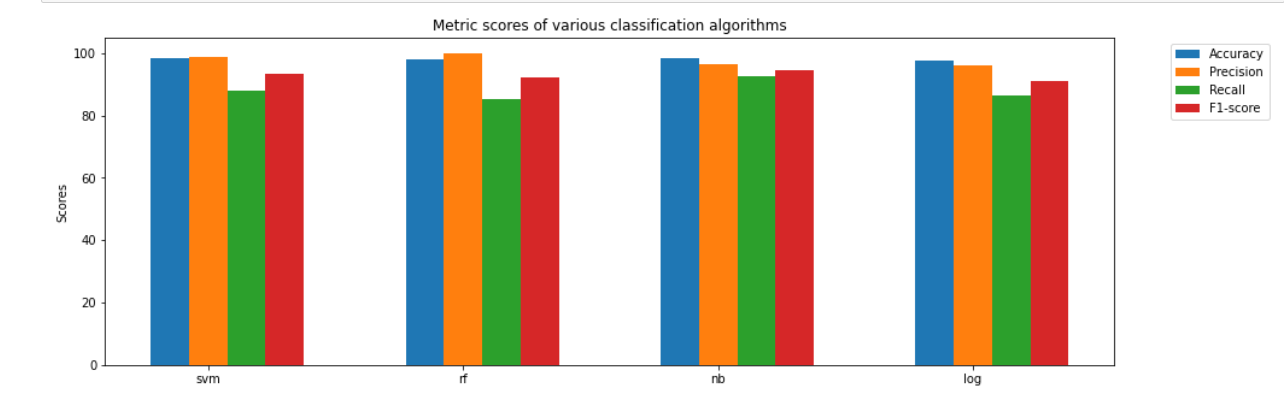 Metric scores of various classification algorithms
100
80
60
40
20
0
Scores
svm
rf
nb
log
Accuracy
Precision
Recall
F1-score